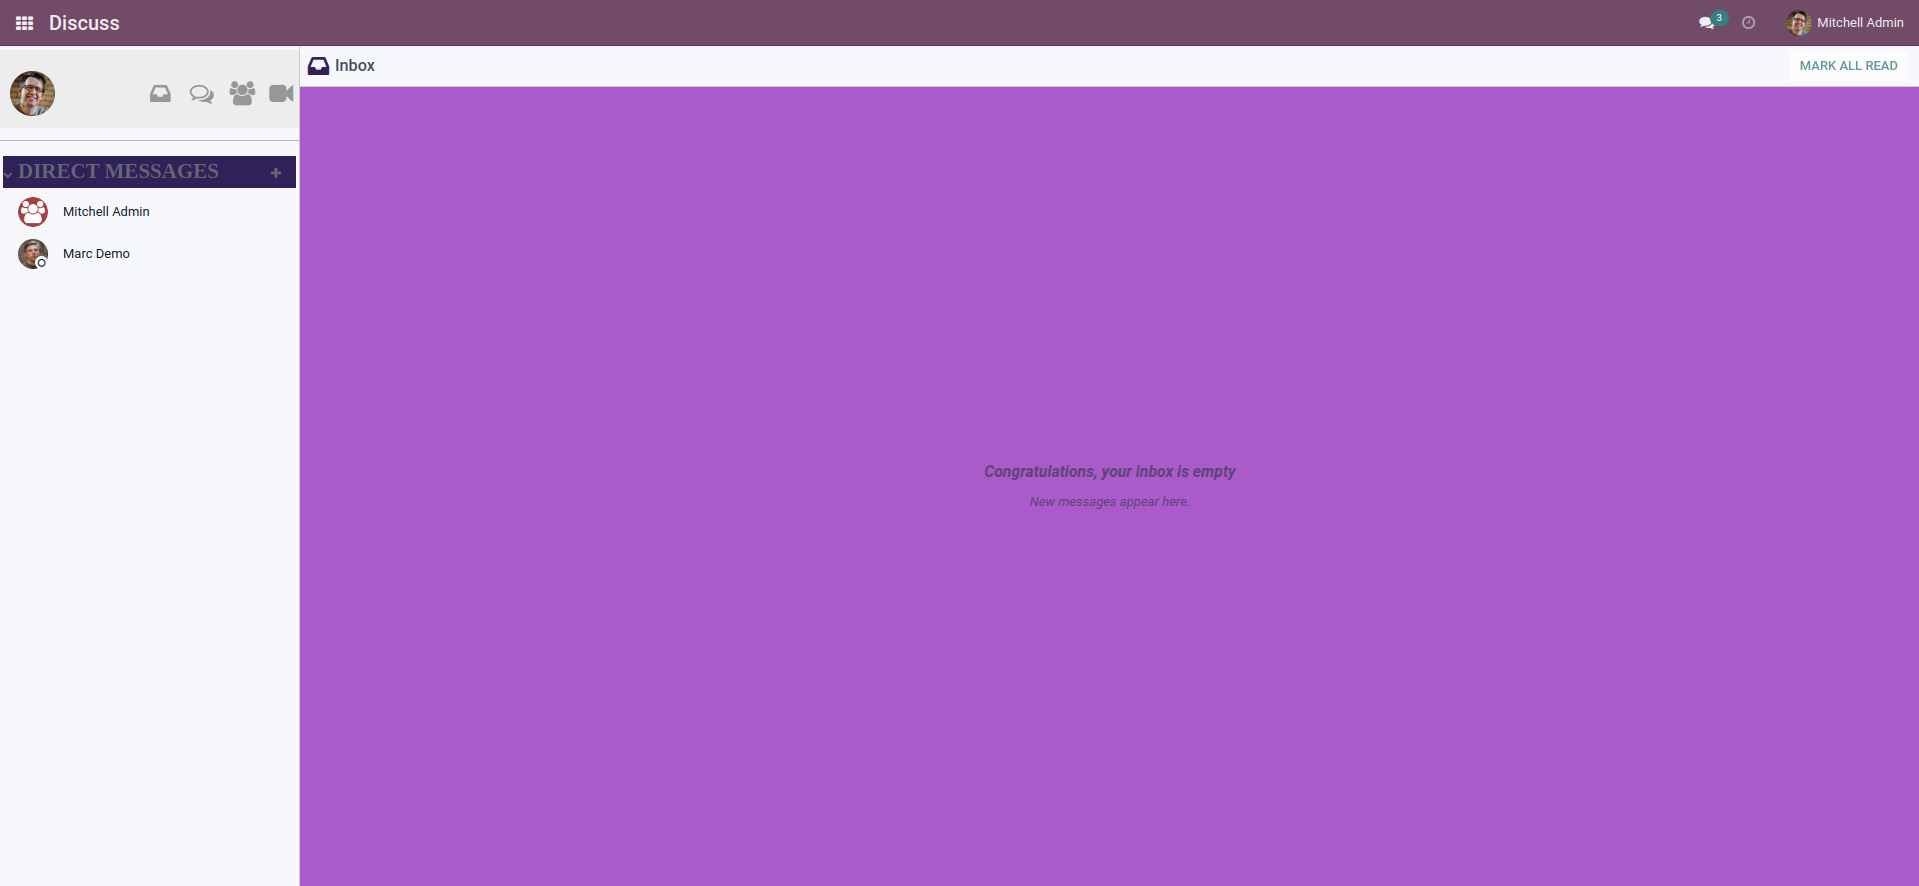 Discuss
3
Mitchell Admin
Inbox
MARK ALL READ
DIRECT MESSAGES
Mitchell Admin
Marc Demo
Congratulations, your inbox is empty
New messages appear here.